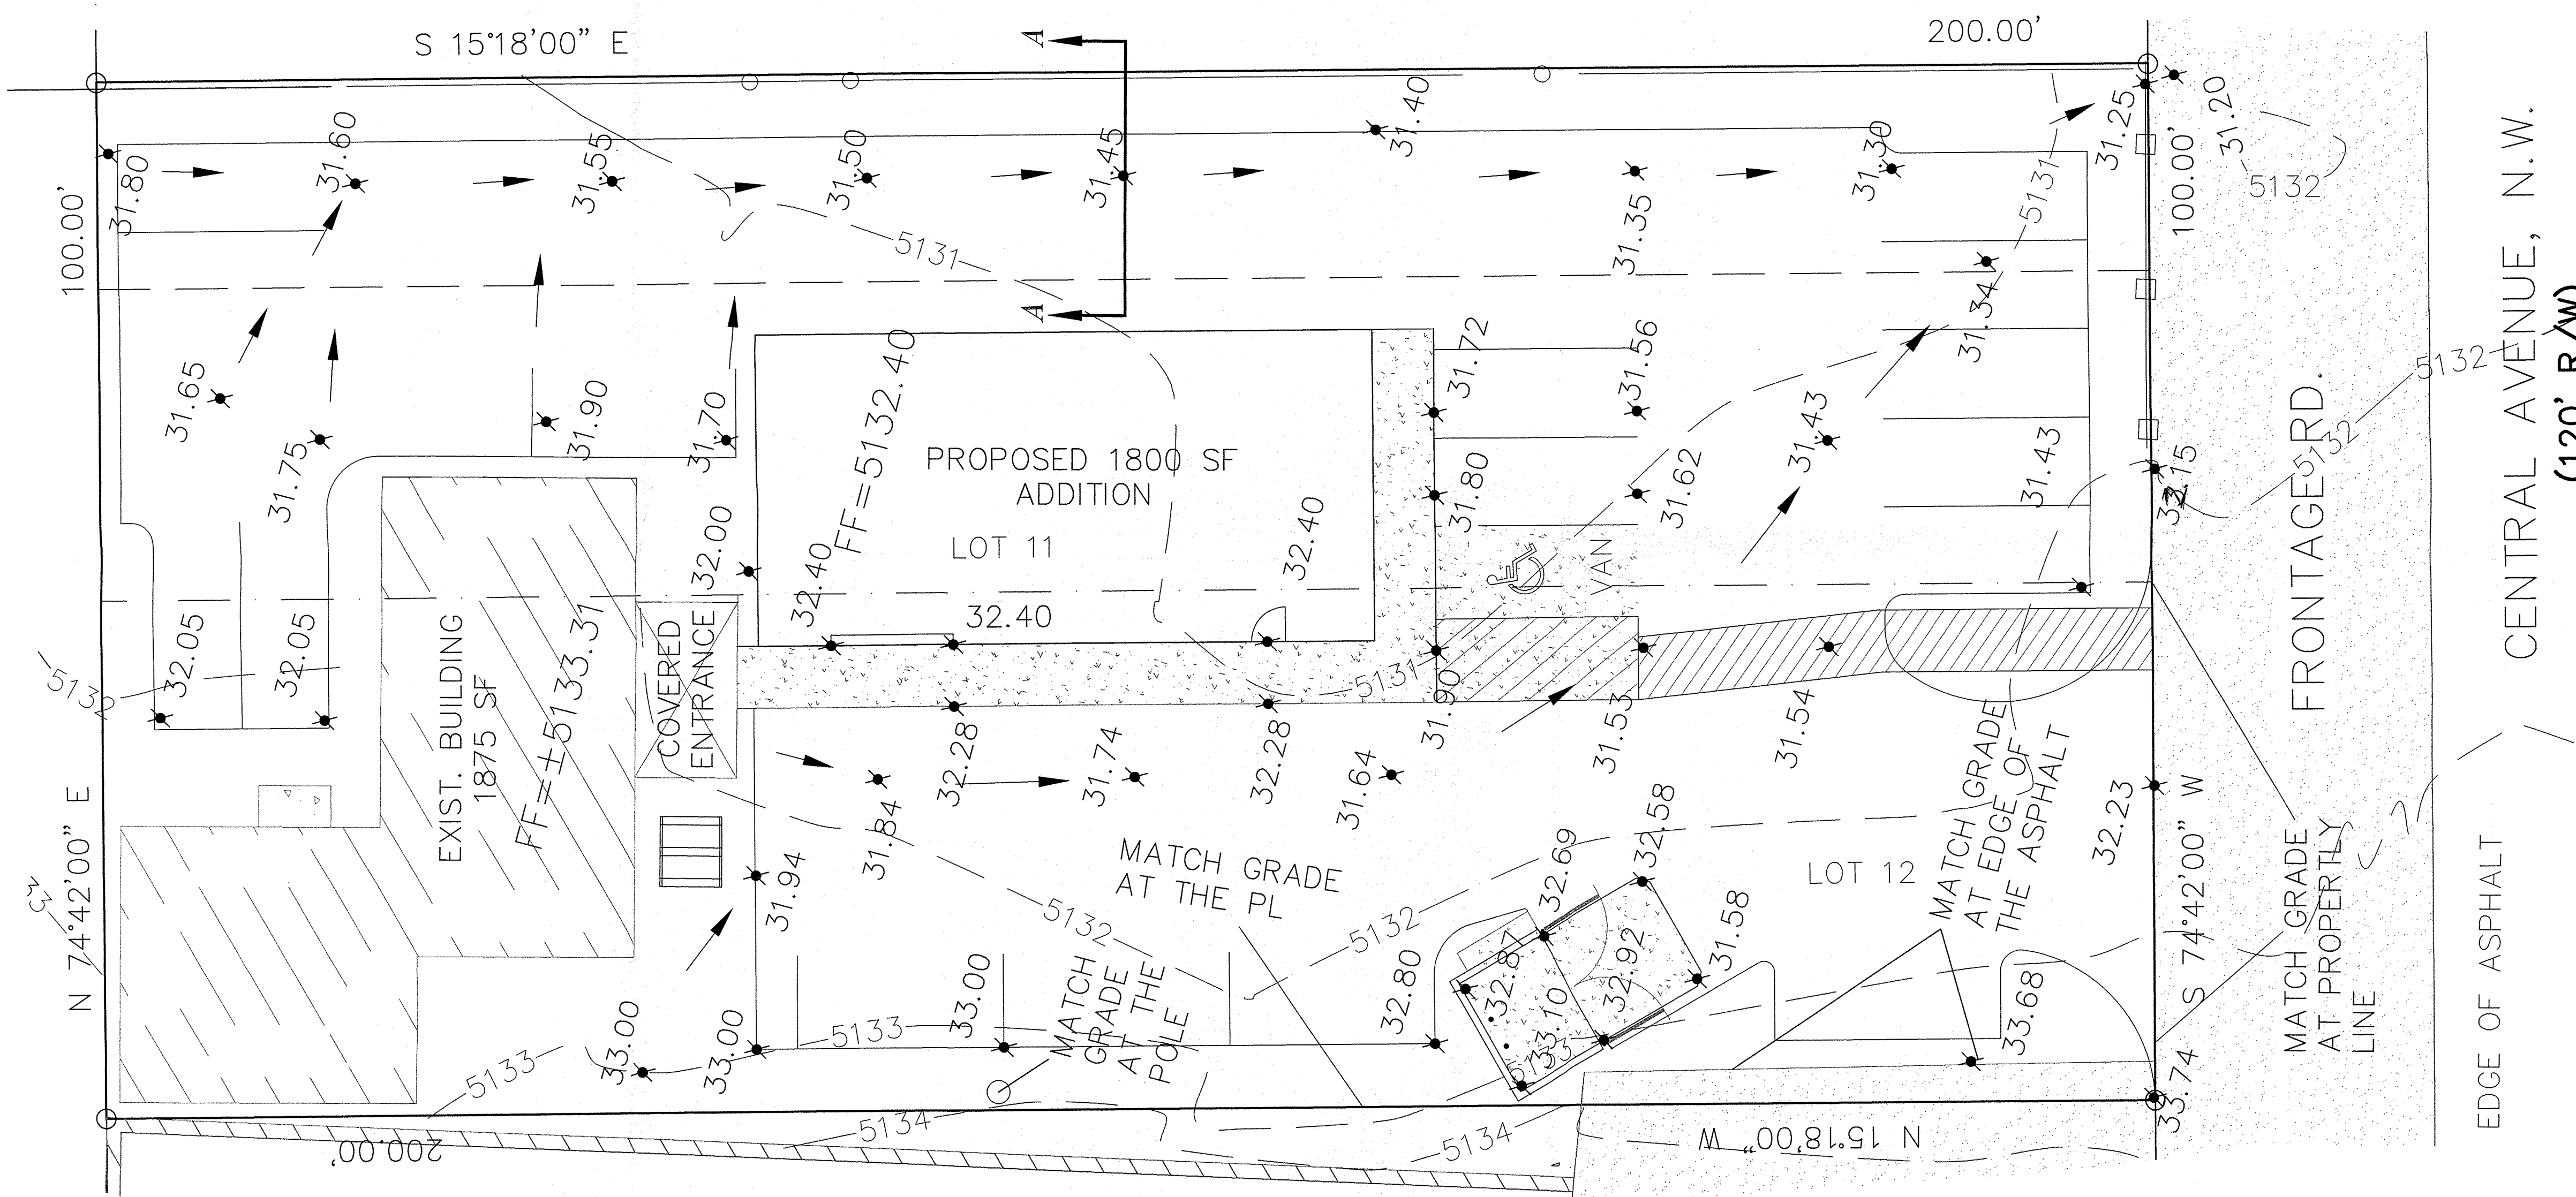 S 15°18'00" E
200.00'
A
A
100.00'
31.80
31.60
31.55
31.50
31.45
31.40
31.35
31.30
31.25
31.20
100.00'
5132
5131
5131
31.65
31.75
31.90
31.70
31.72
31.56
31.34
31.43
31.43
31.80
31.62
FF=5132.40
PROPOSED 1800 SF
ADDITION
LOT 11
32.00
32.40
32.40
32.40
VAN
32.05
32.05
5132
EXIST. BUILDING
1875 SF
FF=±5133.31
COVERED
ENTRANCE
5131
31.90
31.53
31.54
32.28
32.28
31.74
31.64
31.84
31.94
MATCH GRADE
AT THE PL
5132
5132
32.80
32.69
32.58
31.58
32.87
32.92
33.10
5133
LOT 12
MATCH GRADE
AT EDGE OF
THE ASPHALT
32.23
33.68
33.74
N 74°42'00" E
S 74°42'00" W
33.00
33.00
33.00
5133
5133
MATCH
GRADE
AT THE
POLE
5134
5134
200.00'
N 15°18'00" W
MATCH GRADE
AT PROPERTLY
LINE
FRONTAGE RD.
5132
5132
CENTRAL AVENUE, N.W.
(120' R/W)
EDGE OF ASPHALT